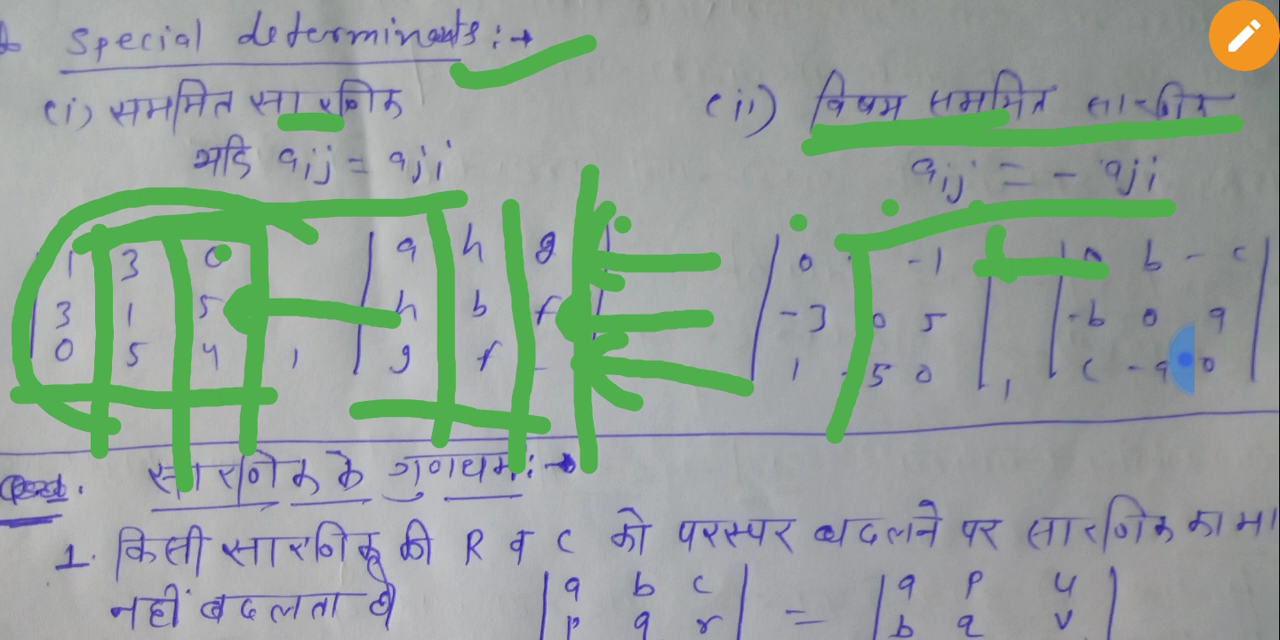 Special determinants :→
(i) सममित सारणिक
(ii) विषम सममित सारणिक
यदि aij = aji
aij = - aji
| 1 3 0 | , | a h g |
| 3 1 5 | | h b f |
| 0 5 4 | | g f
| 0 -1 | , | 0 b -c |
| -3 0 5 | | -b 0 a |
| 1 -5 0 | | c -a 0 |
सारणिक के गुणधर्म :→
1. किसी सारणिक की R व C को परस्पर बदलने पर सारणिक का मा
नहीं बदलता है
| a b c | = | a p u |
| p q r | | b q v |